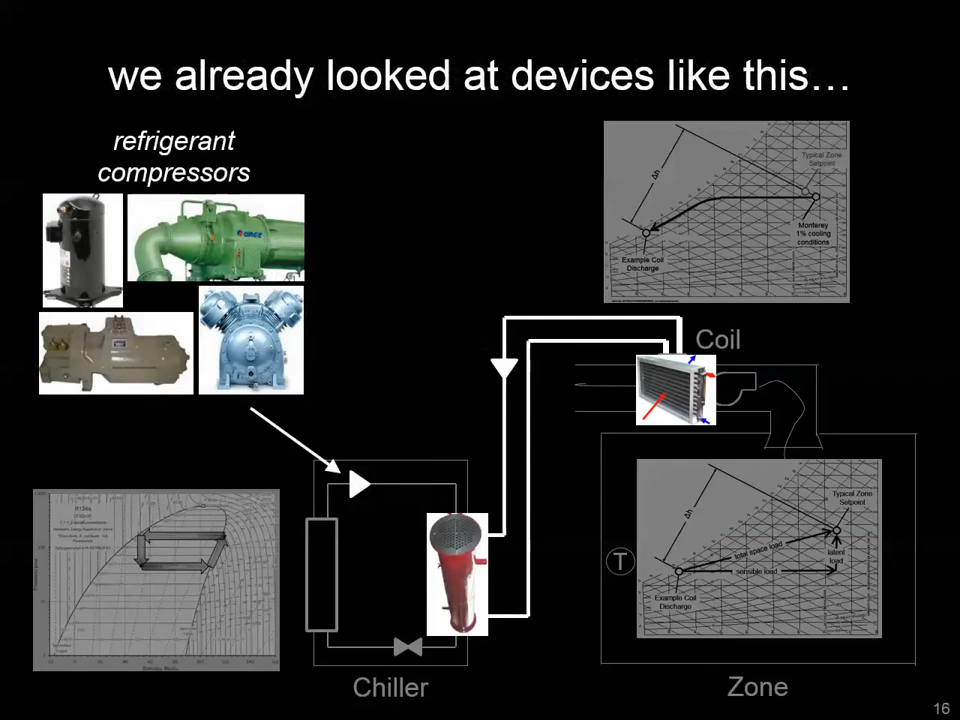 we already looked at devices like this…
refrigerant
compressors
GREE
Δh
Typical Zone
Setpoint
Monterey
1% cooling
conditions
Example Coil
Discharge
Coil
R134a
Δh
Typical Zone
Setpoint
total space load
latent
load
sensible load
Example Coil
Discharge
T
Chiller
Zone
16